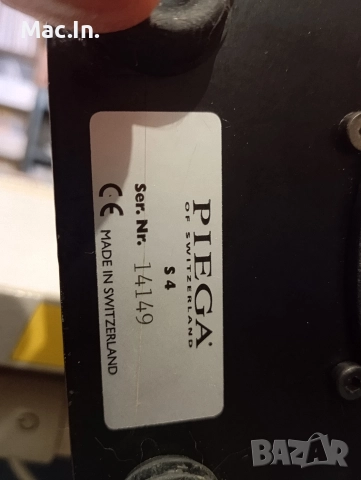 Mac.In.
PIEGA
OF SWITZERLAND
S 4
Ser. Nr. 14149
CE MADE IN SWITZERLAND
BAZAR